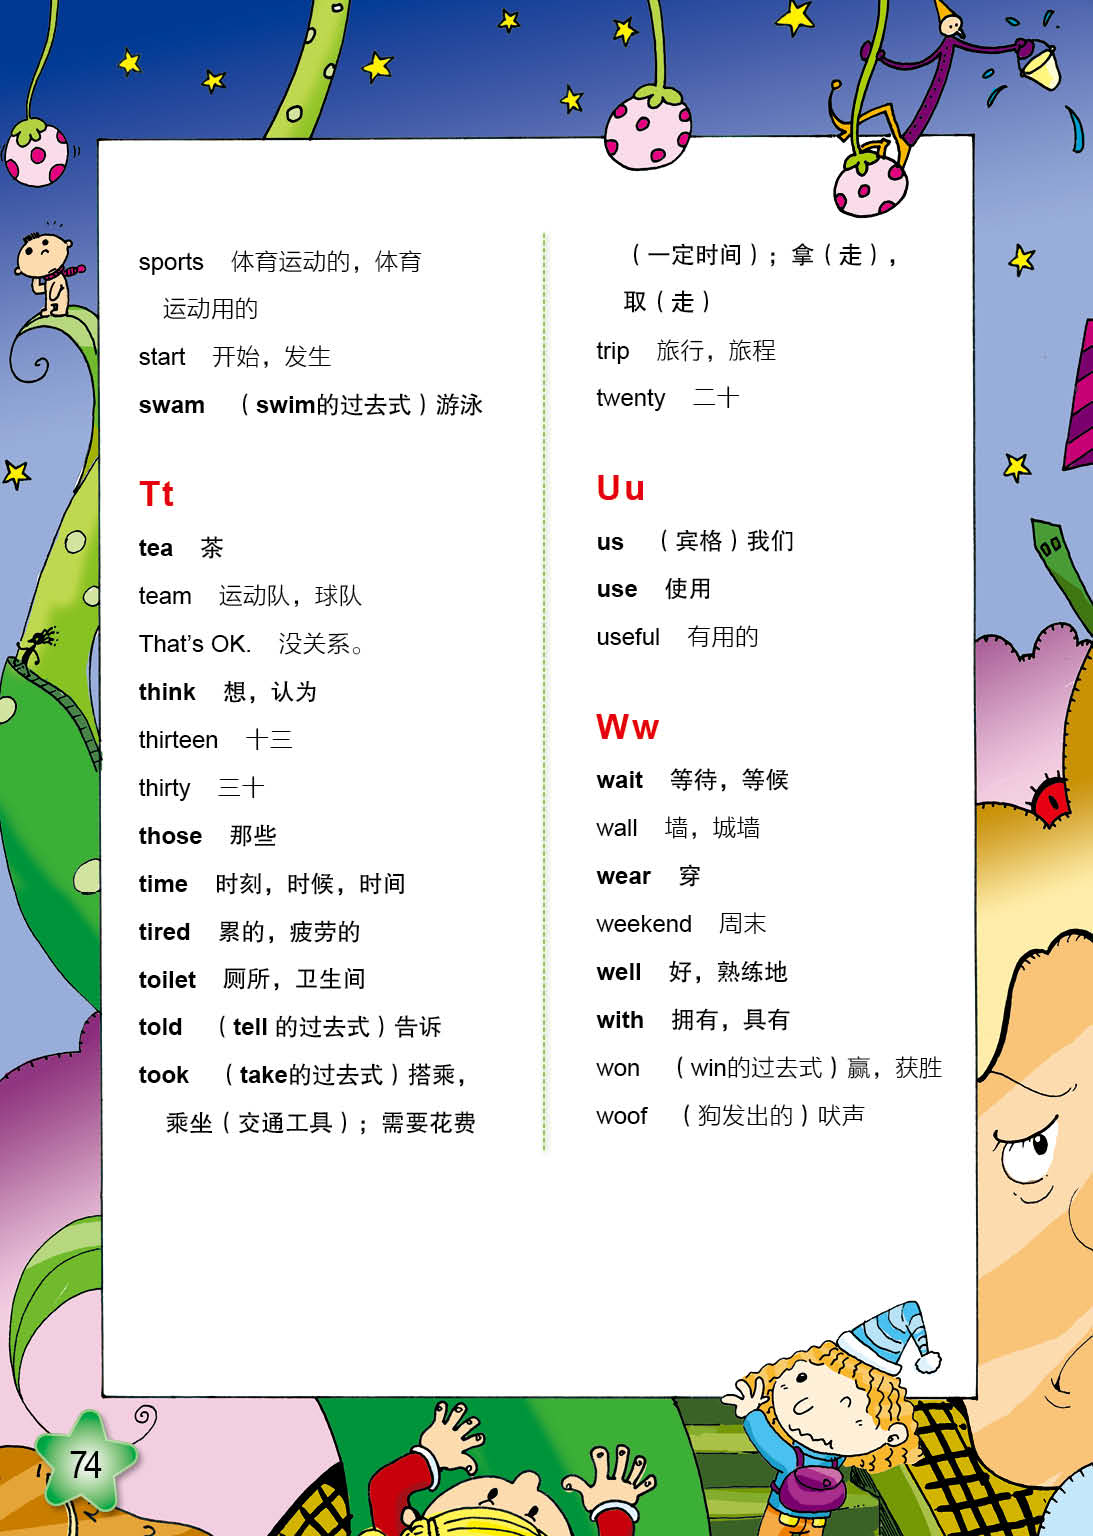 sports 体育运动的，体育
运动用的
start 开始，发生
swam （swim的过去式）游泳
Tt
tea 茶
team 运动队，球队
That's OK. 没关系。
think 想，认为
thirteen 十三
thirty 三十
those 那些
time 时刻，时候，时间
tired 累的，疲劳的
toilet 厕所，卫生间
told （tell 的过去式）告诉
took （take的过去式）搭乘，
乘坐（交通工具）；需要花费
（一定时间）；拿（走），
取（走）
trip 旅行，旅程
twenty 二十
Uu
us （宾格）我们
use 使用
useful 有用的
Ww
wait 等待，等候
wall 墙，城墙
wear 穿
weekend 周末
well 好，熟练地
with 拥有，具有
won （win的过去式）赢，获胜
woof （狗发出的）吠声
74